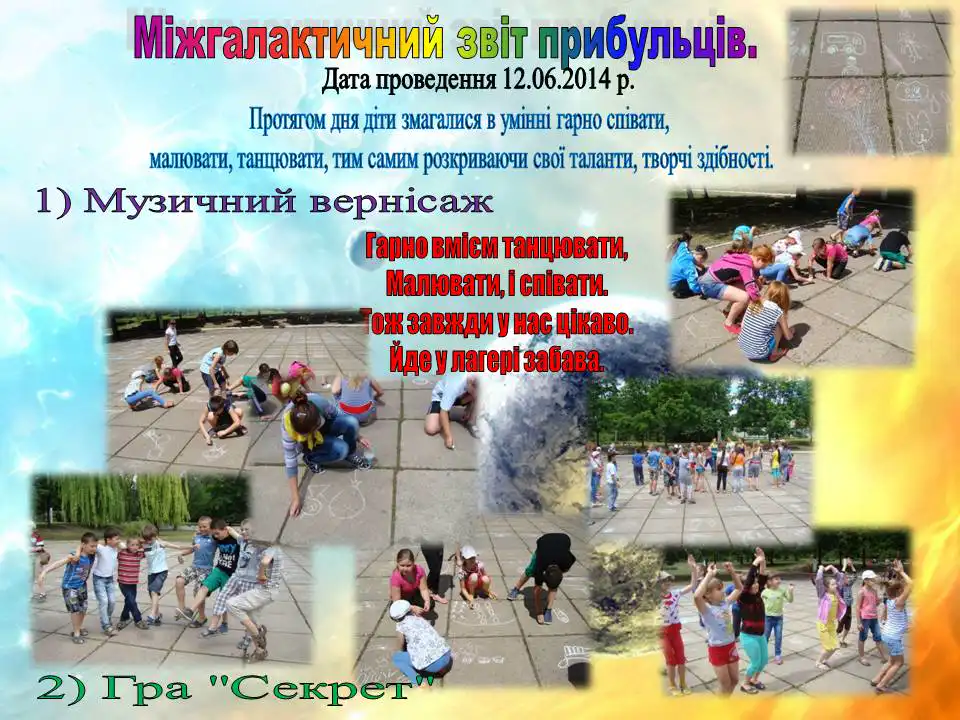 Міжгалактичний звіт прибульців.
Дата проведення 12.06.2014 р.
Протягом дня діти змагалися в умінні гарно співати,
малювати, танцювати, тим самим розкриваючи свої таланти, творчі здібності.
1) Музичний вернісаж
Гарно вмієм танцювати,
Малювати, і співати.
Тож завжди у нас цікаво.
Йде у лагері забава.
2) Гра "Секрет"